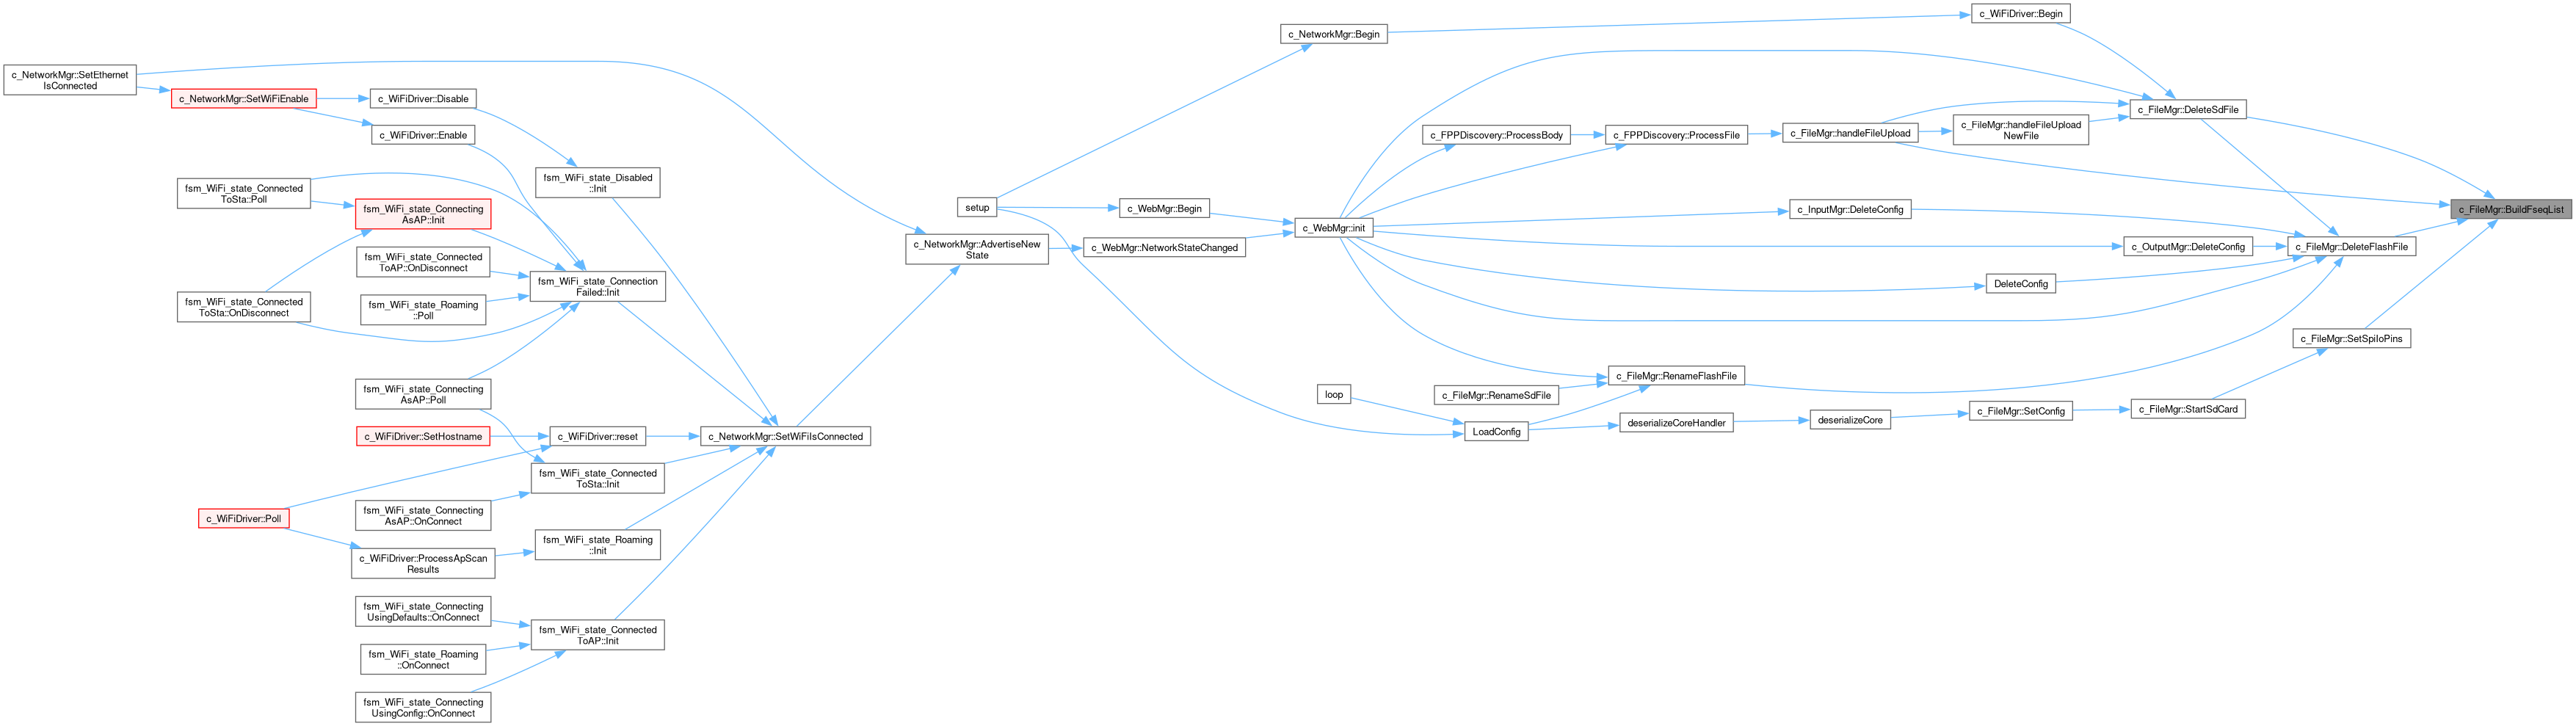 c_NetworkMgr::SetEthernet
IsConnected
c_NetworkMgr::SetWiFiEnable
c_WiFiDriver::Disable
c_WiFiDriver::Enable
fsm_WiFi_state_Disabled
::Init
fsm_WiFi_state_Connected
ToSta::Poll
fsm_WiFi_state_Connecting
AsAP::Init
fsm_WiFi_state_Connected
ToAP::OnDisconnect
fsm_WiFi_state_Connected
ToSta::OnDisconnect
fsm_WiFi_state_Roaming
::Poll
fsm_WiFi_state_Connection
Failed::Init
fsm_WiFi_state_Connecting
AsAP::Poll
c_WiFiDriver::SetHostname
c_WiFiDriver::reset
fsm_WiFi_state_Connected
ToSta::Init
fsm_WiFi_state_Connecting
AsAP::OnConnect
c_WiFiDriver::Poll
c_WiFiDriver::ProcessApScan
Results
fsm_WiFi_state_Roaming
::Init
fsm_WiFi_state_Connecting
UsingDefaults::OnConnect
fsm_WiFi_state_Roaming
::OnConnect
fsm_WiFi_state_Connecting
UsingConfig::OnConnect
fsm_WiFi_state_Connected
ToAP::Init
c_NetworkMgr::SetWiFiIsConnected
c_NetworkMgr::AdvertiseNew
State
setup
c_NetworkMgr::Begin
c_WebMgr::Begin
c_WebMgr::NetworkStateChanged
c_WebMgr::init
c_FPPDiscovery::ProcessBody
c_FPPDiscovery::ProcessFile
c_FileMgr::handleFileUpload
c_FileMgr::handleFileUpload
NewFile
c_WiFiDriver::Begin
c_FileMgr::DeleteSdFile
c_InputMgr::DeleteConfig
c_OutputMgr::DeleteConfig
DeleteConfig
c_FileMgr::DeleteFlashFile
c_FileMgr::BuildFseqList
c_FileMgr::SetSpiIoPins
c_FileMgr::RenameFlashFile
c_FileMgr::RenameSdFile
loop
LoadConfig
deserializeCoreHandler
deserializeCore
c_FileMgr::SetConfig
c_FileMgr::StartSdCard